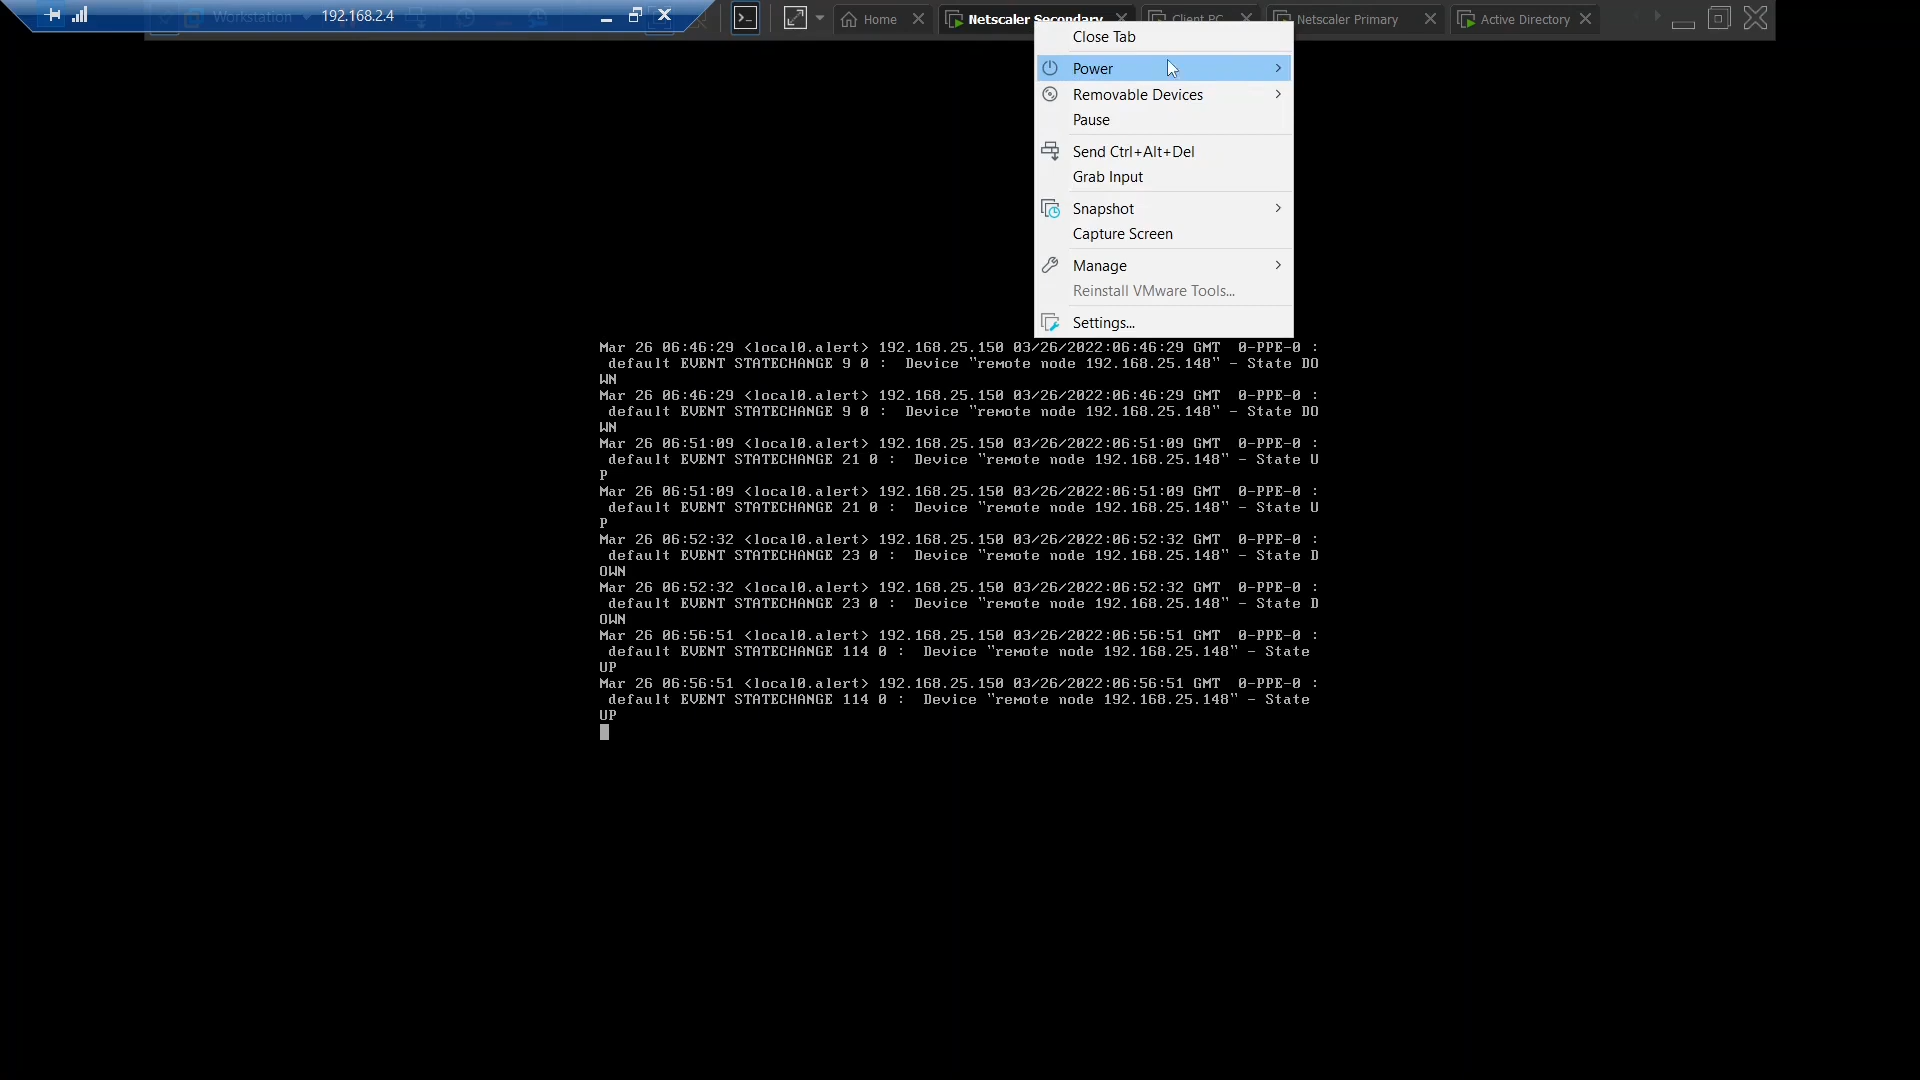 Workstation 192.168.2.4 Home Netscaler Secondary Client PC Netscaler Primary Active Directory
Close Tab
Power
Removable Devices
Pause
Send Ctrl+Alt+Del
Grab Input
Snapshot
Capture Screen
Manage
Reinstall VMware Tools...
Settings...
Mar 26 06:46:29 <local0.alert> 192.168.25.150 03/26/2022:06:46:29 GMT 0-PPE-0 :
default EVENT STATECHANGE 9 0 : Device "remote node 192.168.25.148" - State DO
WN
Mar 26 06:46:29 <local0.alert> 192.168.25.150 03/26/2022:06:46:29 GMT 0-PPE-0 :
default EVENT STATECHANGE 9 0 : Device "remote node 192.168.25.148" - State DO
WN
Mar 26 06:51:09 <local0.alert> 192.168.25.150 03/26/2022:06:51:09 GMT 0-PPE-0 :
default EVENT STATECHANGE 21 0 : Device "remote node 192.168.25.148" - State U
P
Mar 26 06:51:09 <local0.alert> 192.168.25.150 03/26/2022:06:51:09 GMT 0-PPE-0 :
default EVENT STATECHANGE 21 0 : Device "remote node 192.168.25.148" - State U
P
Mar 26 06:52:32 <local0.alert> 192.168.25.150 03/26/2022:06:52:32 GMT 0-PPE-0 :
default EVENT STATECHANGE 23 0 : Device "remote node 192.168.25.148" - State D
OWN
Mar 26 06:52:32 <local0.alert> 192.168.25.150 03/26/2022:06:52:32 GMT 0-PPE-0 :
default EVENT STATECHANGE 23 0 : Device "remote node 192.168.25.148" - State D
OWN
Mar 26 06:56:51 <local0.alert> 192.168.25.150 03/26/2022:06:56:51 GMT 0-PPE-0 :
default EVENT STATECHANGE 114 0 : Device "remote node 192.168.25.148" - State
UP
Mar 26 06:56:51 <local0.alert> 192.168.25.150 03/26/2022:06:56:51 GMT 0-PPE-0 :
default EVENT STATECHANGE 114 0 : Device "remote node 192.168.25.148" - State
UP